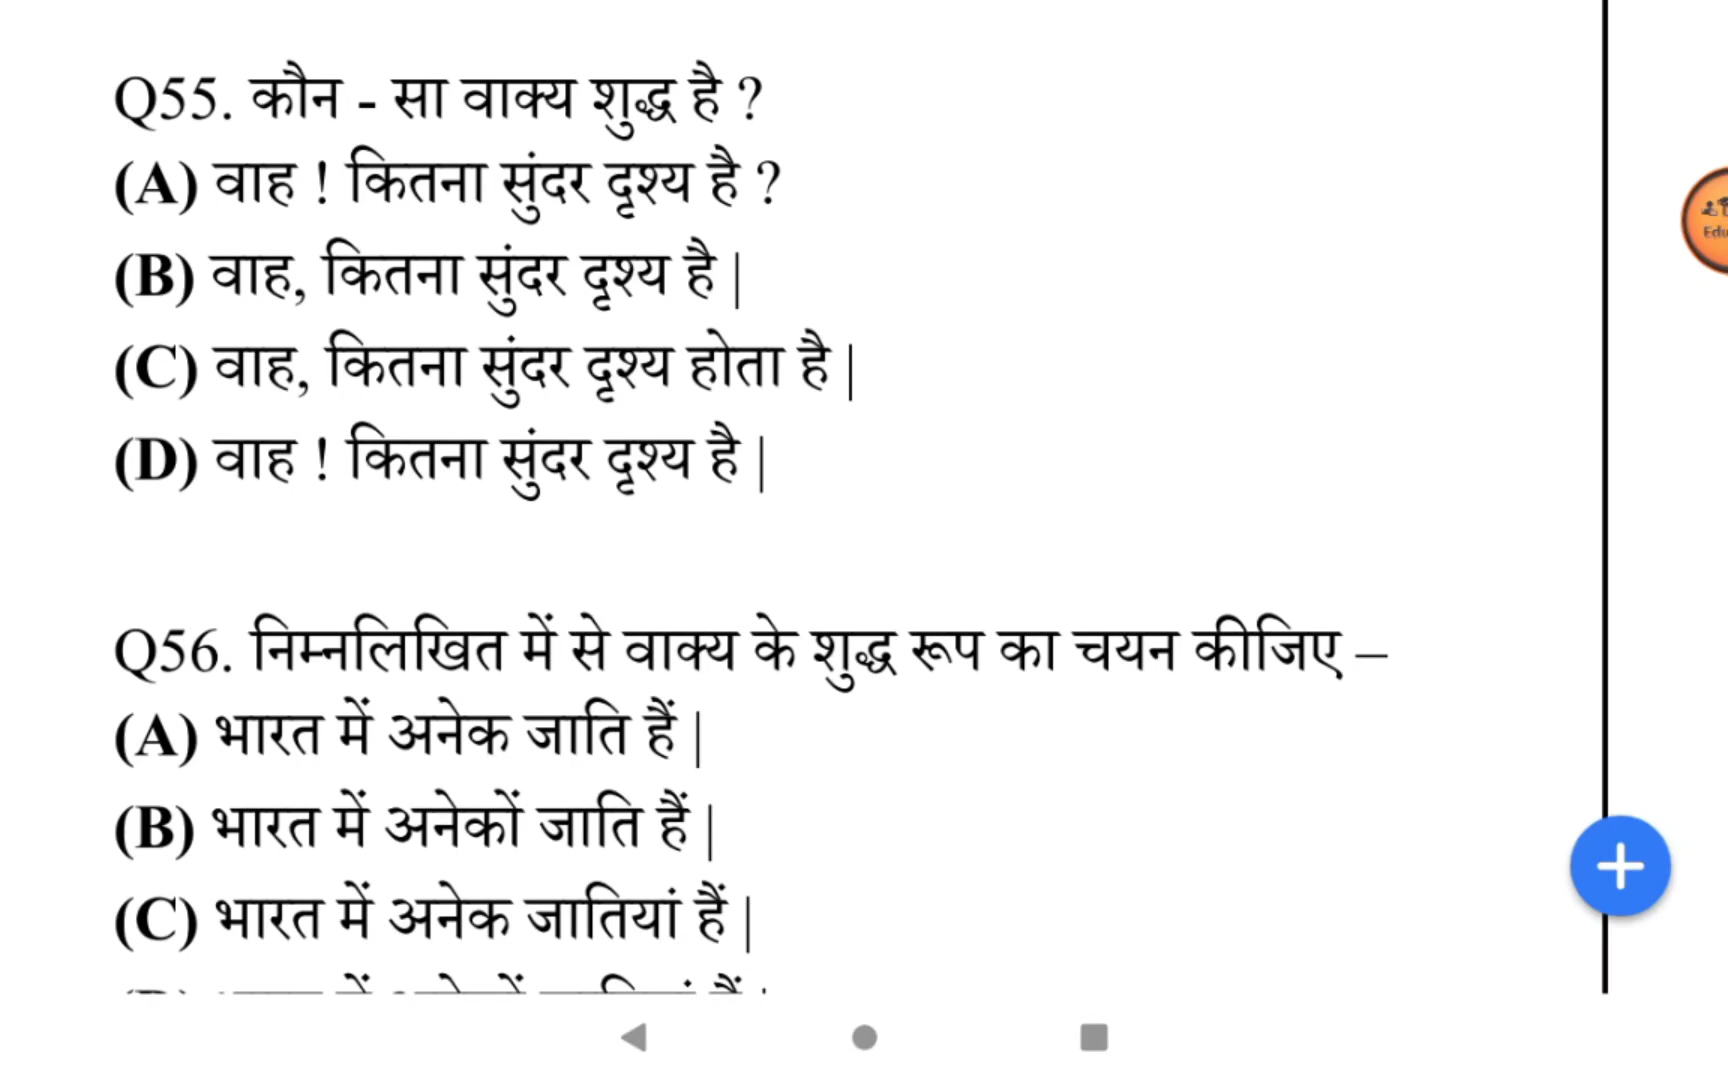 Q55. कौन - सा वाक्य शुद्ध है ?
(A) वाह ! कितना सुंदर दृश्य है ?
(B) वाह, कितना सुंदर दृश्य है |
(C) वाह, कितना सुंदर दृश्य होता है |
(D) वाह ! कितना सुंदर दृश्य है |
Q56. निम्नलिखित में से वाक्य के शुद्ध रूप का चयन कीजिए –
(A) भारत में अनेक जाति हैं |
(B) भारत में अनेकों जाति हैं |
(C) भारत में अनेक जातियां हैं |